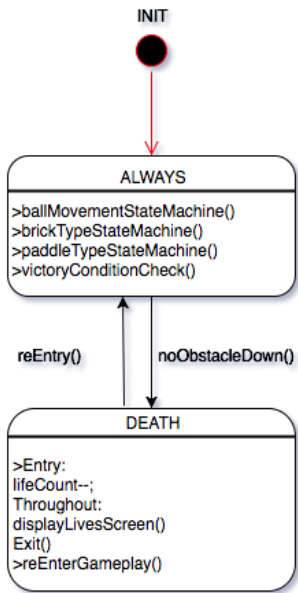 INIT
ALWAYS
>ballMovementStateMachine()
>brickTypeStateMachine()
>paddleTypeStateMachine()
>victoryConditionCheck()
reEntry()
noObstacleDown()
DEATH
>Entry:
lifeCount--;
Throughout:
displayLivesScreen()
Exit()
>reEnterGameplay()